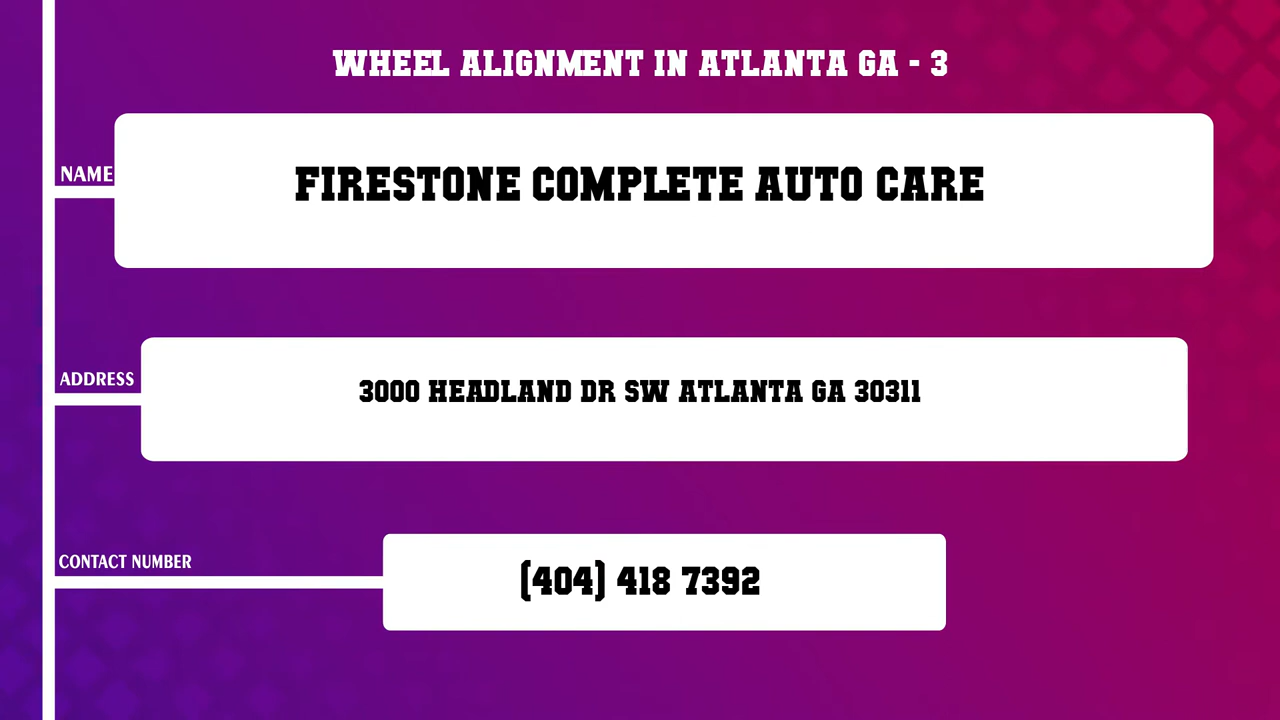 WHEEL ALIGNMENT IN ATLANTA GA - 3
NAME
FIRESTONE COMPLETE AUTO CARE
ADDRESS
3000 HEADLAND DR SW ATLANTA GA 30311
CONTACT NUMBER
(404) 418 7392